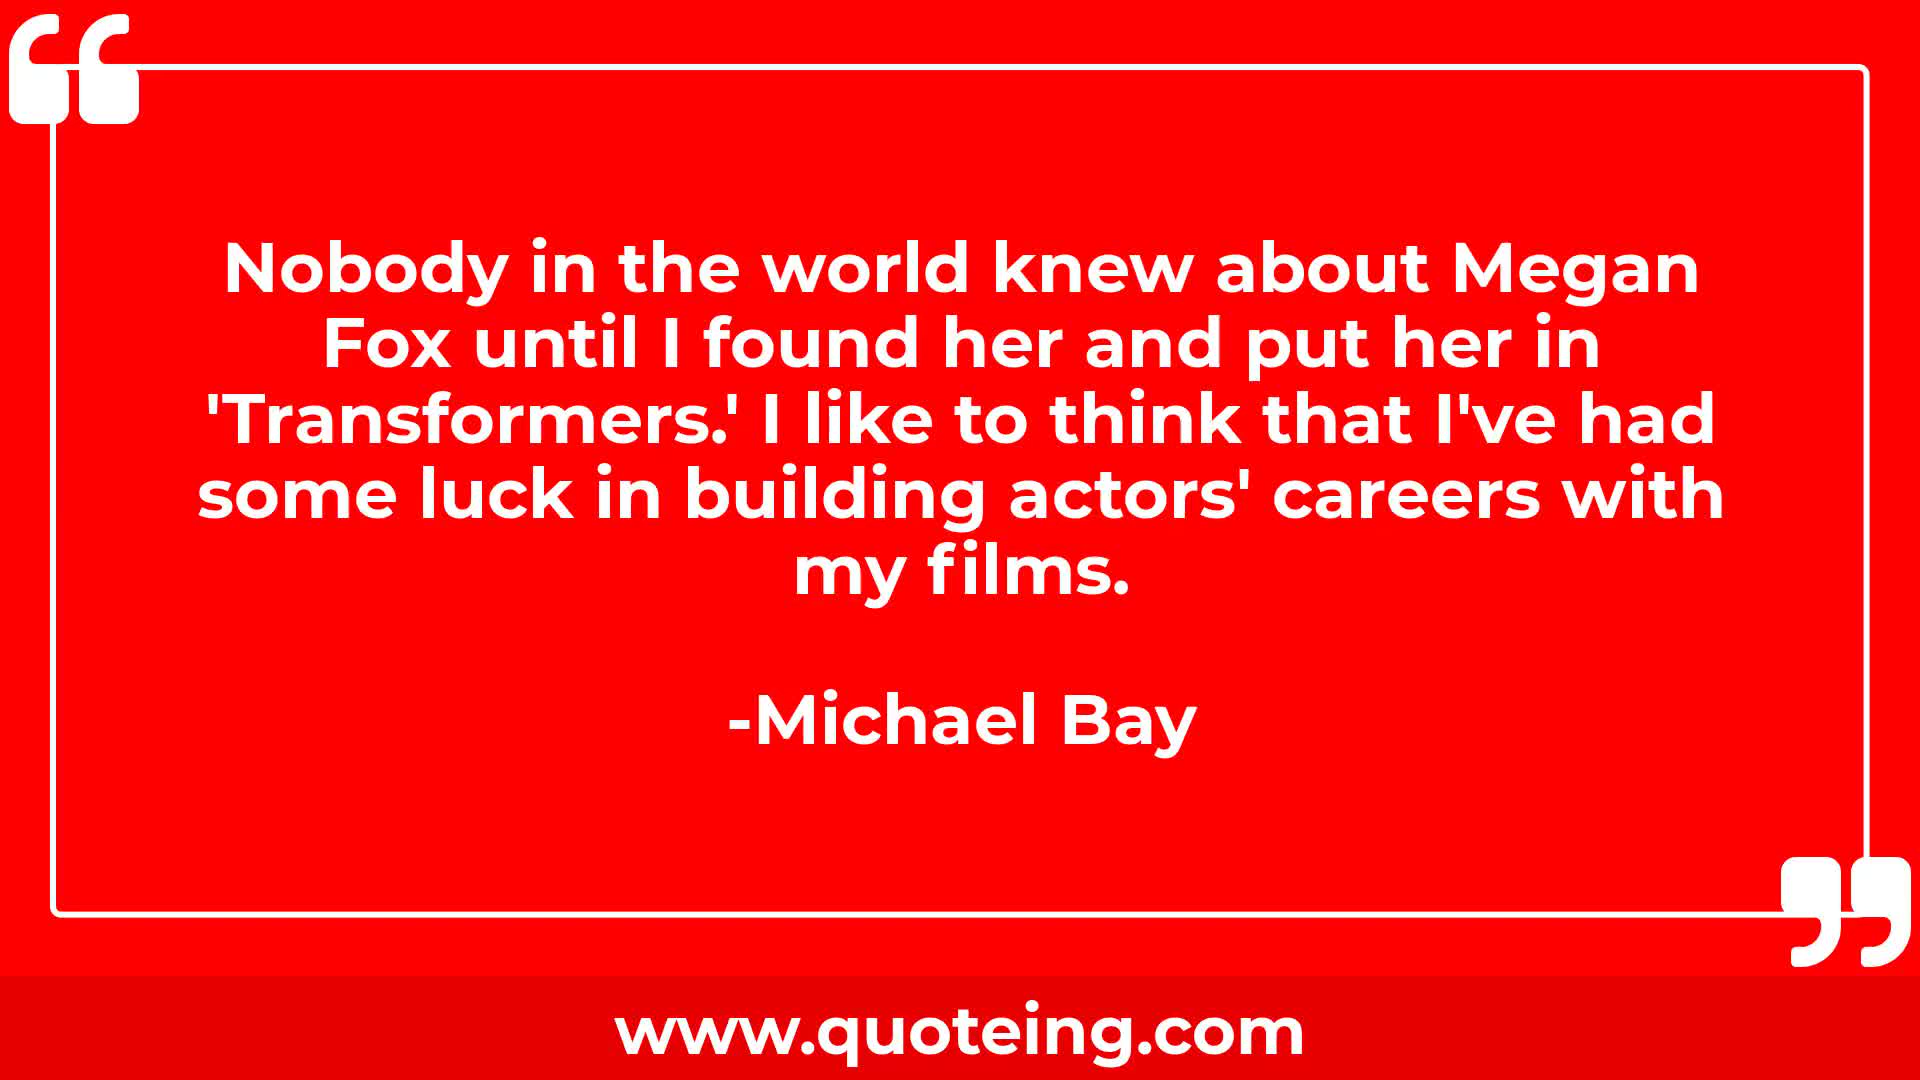 Nobody in the world knew about Megan
Fox until I found her and put her in
'Transformers.' I like to think that I've had
some luck in building actors' careers with
my films.
-Michael Bay
www.quoteing.com